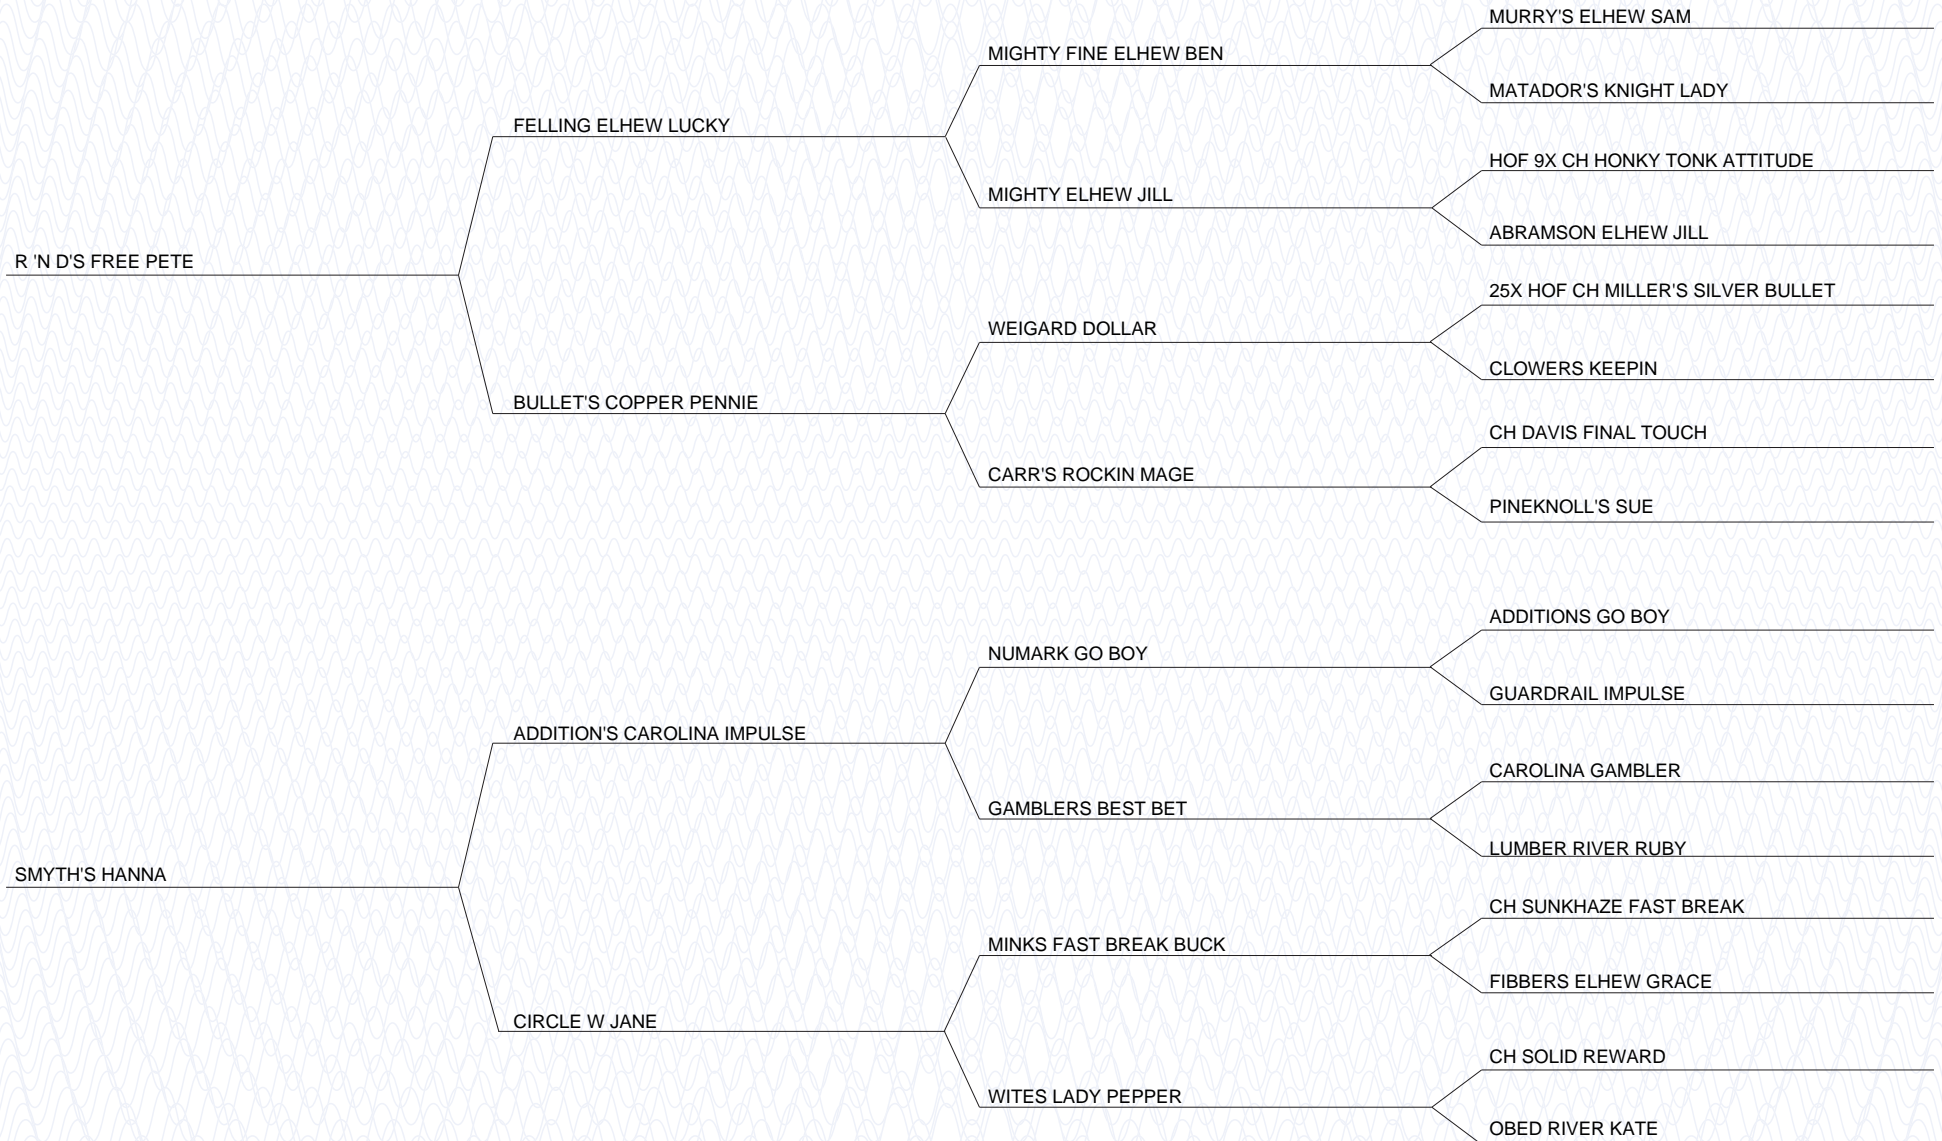 MURRY'S ELHEW SAM
MIGHTY FINE ELHEW BEN
MATADOR'S KNIGHT LADY
FELLING ELHEW LUCKY
HOF 9X CH HONKY TONK ATTITUDE
MIGHTY ELHEW JILL
ABRAMSON ELHEW JILL
R 'N D'S FREE PETE
25X HOF CH MILLER'S SILVER BULLET
WEIGARD DOLLAR
CLOWERS KEEPIN
BULLET'S COPPER PENNIE
CH DAVIS FINAL TOUCH
CARR'S ROCKIN MAGE
PINEKNOLL'S SUE
ADDITIONS GO BOY
NUMARK GO BOY
GUARDRAIL IMPULSE
ADDITION'S CAROLINA IMPULSE
CAROLINA GAMBLER
GAMBLERS BEST BET
LUMBER RIVER RUBY
SMYTH'S HANNA
CH SUNKHAZE FAST BREAK
MINKS FAST BREAK BUCK
FIBBERS ELHEW GRACE
CIRCLE W JANE
CH SOLID REWARD
WITES LADY PEPPER
OBED RIVER KATE